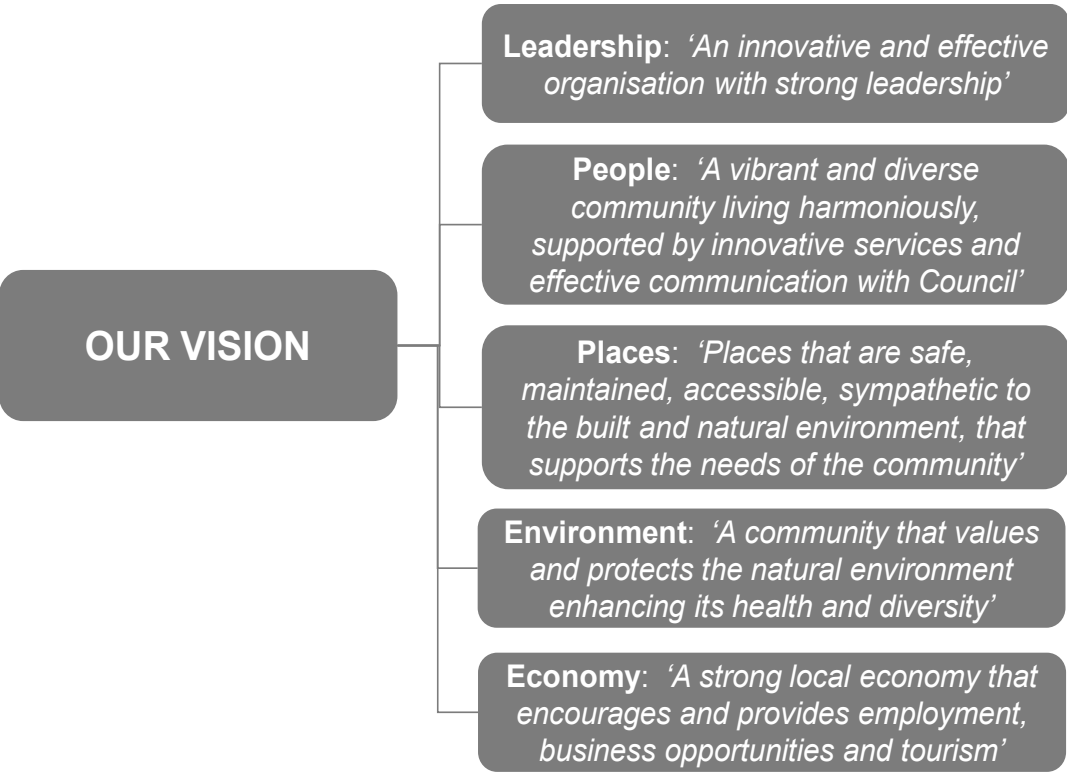 OUR VISION
Leadership:  ‘An innovative and effective
organisation with strong leadership’
People:  ‘A vibrant and diverse
community living harmoniously,
supported by innovative services and
effective communication with Council’
Places:  ‘Places that are safe,
maintained, accessible, sympathetic to
the built and natural environment, that
supports the needs of the community’
Environment:  ‘A community that values
and protects the natural environment
enhancing its health and diversity’
Economy:  ‘A strong local economy that
encourages and provides employment,
business opportunities and tourism’